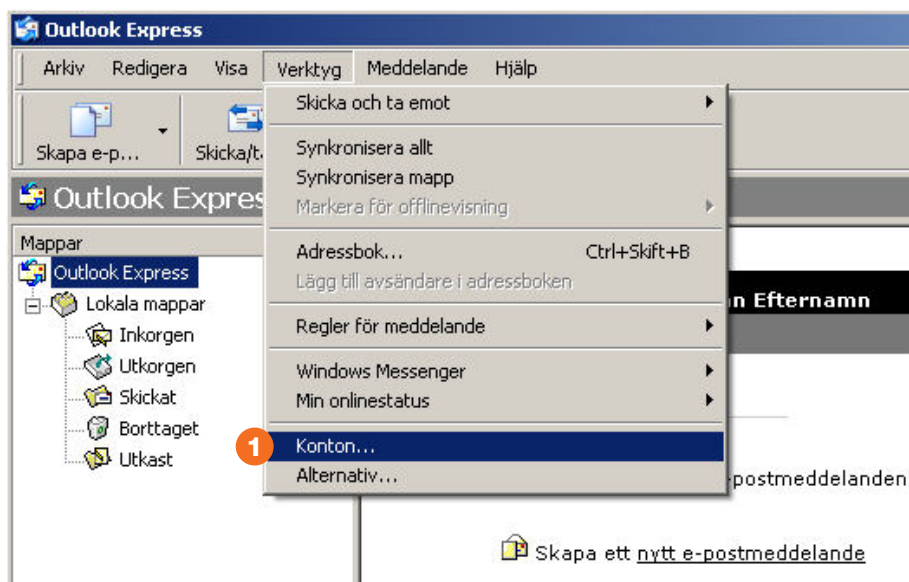 Outlook Express
Arkiv Redigera Visa Verktyg Meddelande Hjälp
Skapa e-p... Skicka/t
Outlook Expres
Skicka och ta emot
Synkronisera allt
Synkronisera mapp
Markera för offlinevisning
Adressbok... Ctrl+Skift+B
Lägg till avsändare i adressboken
Regler för meddelande
Windows Messenger
Min onlinestatus
1 Konton...
Alternativ...
Mappar
Outlook Express
Lokala mappar
Inkorgen
Utkorgen
Skickat
Borttaget
Utkast
n Efternamn
-postmeddelanden
Skapa ett nytt e-postmeddelande